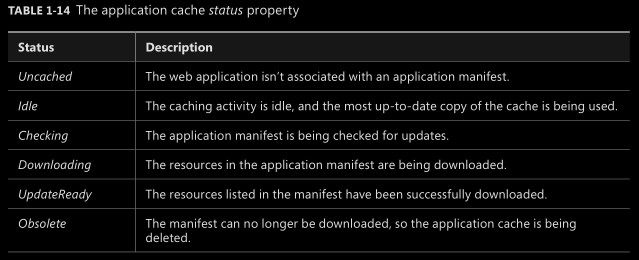 TABLE 1-14 The application cache status property
Status Description
Uncached The web application isn't associated with an application manifest.
Idle The caching activity is idle, and the most up-to-date copy of the cache is being used.
Checking The application manifest is being checked for updates.
Downloading The resources in the application manifest are being downloaded.
UpdateReady The resources listed in the manifest have been successfully downloaded.
Obsolete The manifest can no longer be downloaded, so the application cache is being
deleted.